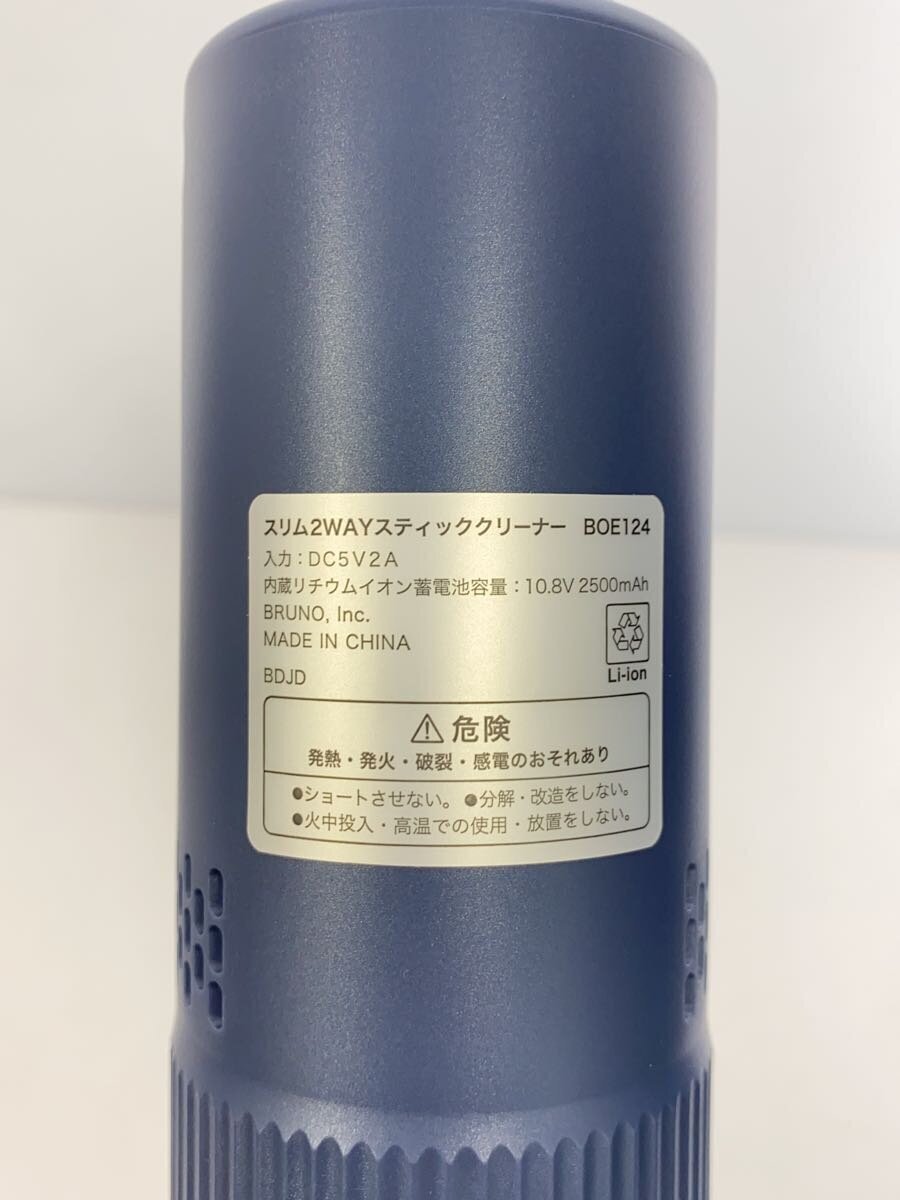 スリム2WAYスティッククリーナー BOE124
入力：DC5V2A
内蔵リチウムイオン蓄電池容量：10.8V 2500mAh
BRUNO, Inc.
MADE IN CHINA
Li-ion
BDJD
⚠危険
発熱・発火・破裂・感電のおそれあり
●ショートさせない。 ●分解・改造をしない。
●火中投入・高温での使用・放置をしない。